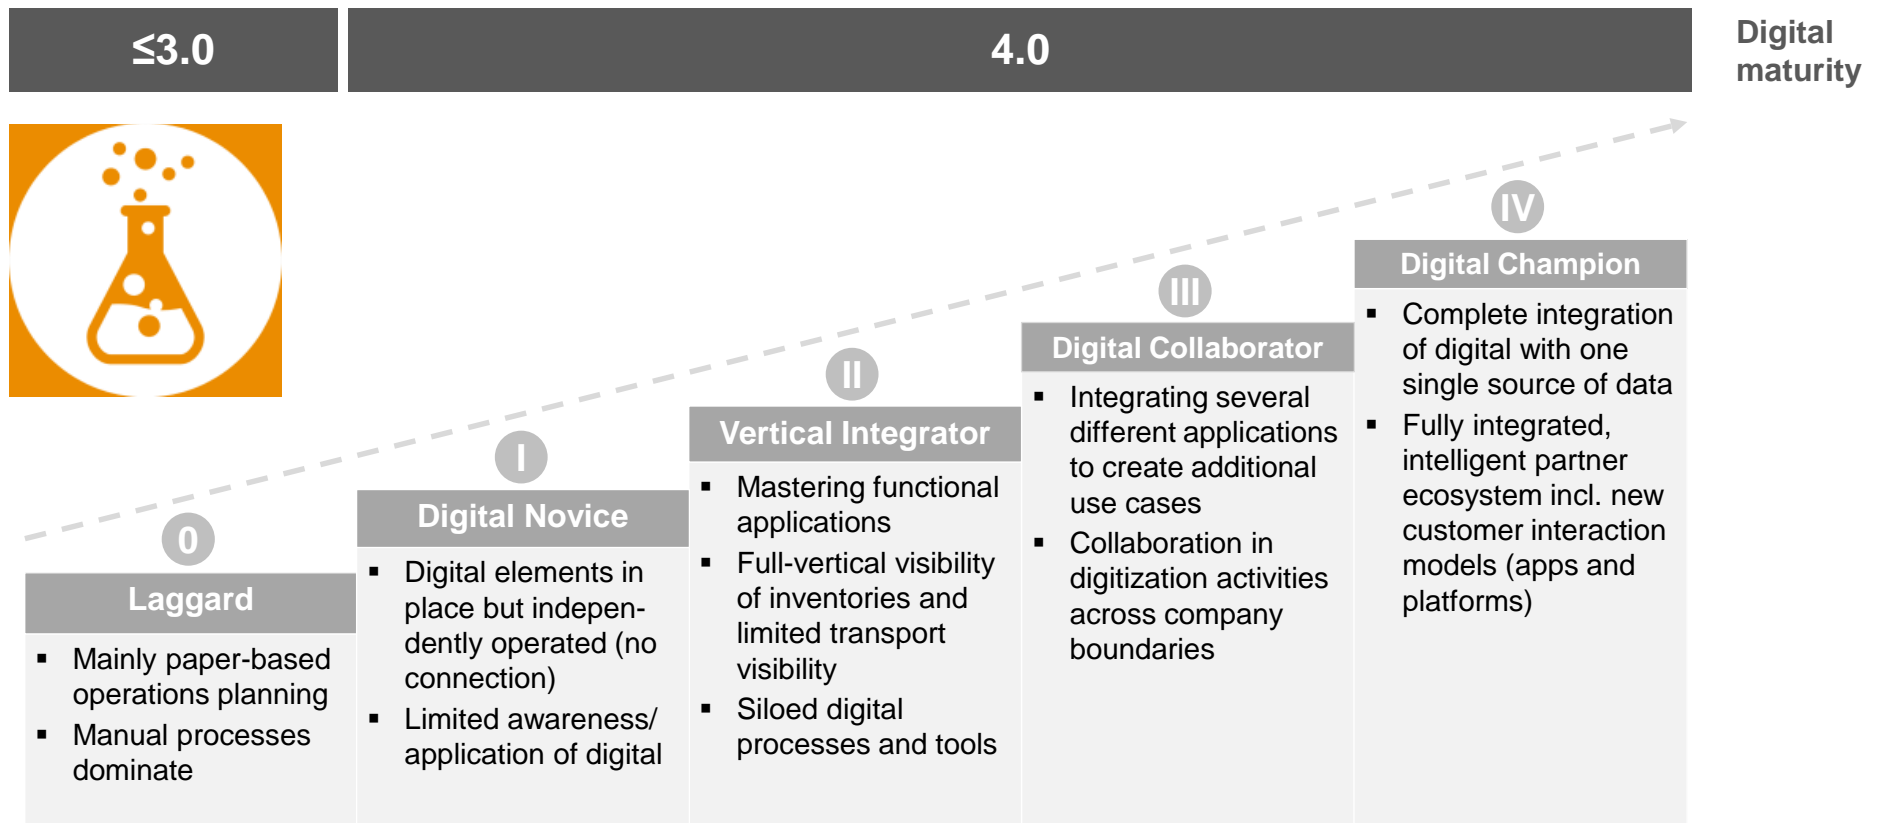 ≤3.0
4.0
Digital
maturity
0
Laggard
▪ Mainly paper-based
operations planning
▪ Manual processes
dominate
I
Digital Novice
▪ Digital elements in
place but indepen-
dently operated (no
connection)
▪ Limited awareness/
application of digital
II
Vertical Integrator
▪ Mastering functional
applications
▪ Full-vertical visibility
of inventories and
limited transport
visibility
▪ Siloed digital
processes and tools
III
Digital Collaborator
▪ Integrating several
different applications
to create additional
use cases
▪ Collaboration in
digitization activities
across company
boundaries
IV
Digital Champion
▪ Complete integration
of digital with one
single source of data
▪ Fully integrated,
intelligent partner
ecosystem incl. new
customer interaction
models (apps and
platforms)